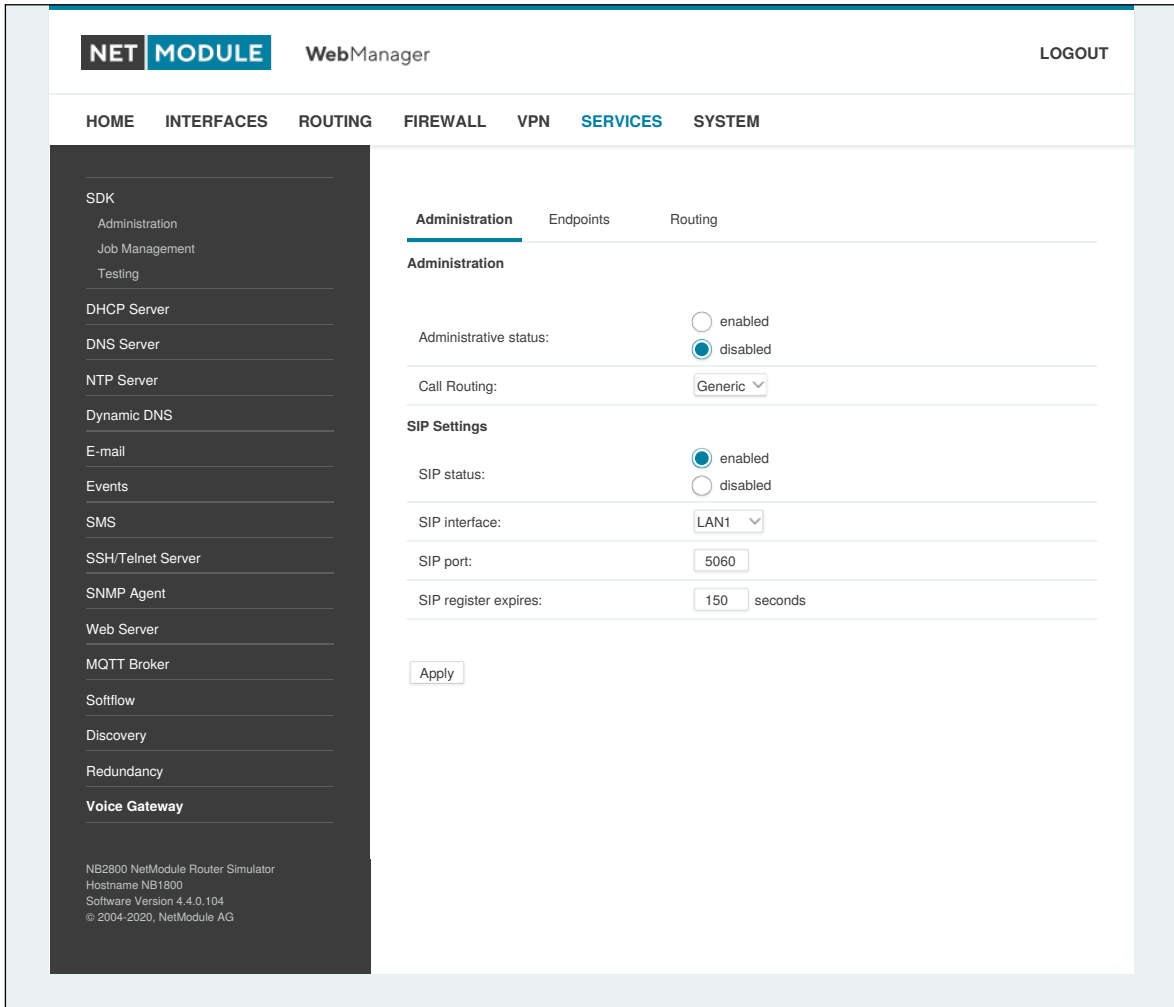 NET MODULE WebManager LOGOUT
HOME INTERFACES ROUTING FIREWALL VPN SERVICES SYSTEM
SDK
Administration
Job Management
Testing
DHCP Server
DNS Server
NTP Server
Dynamic DNS
E-mail
Events
SMS
SSH/Telnet Server
SNMP Agent
Web Server
MQTT Broker
Softflow
Discovery
Redundancy
Voice Gateway
NB2800 NetModule Router Simulator
Hostname NB1800
Software Version 4.4.0.104
© 2004-2020, NetModule AG
Administration Endpoints Routing
Administration
Administrative status:
enabled
disabled
Call Routing: Generic
SIP Settings
SIP status:
enabled
disabled
SIP interface: LAN1
SIP port: 5060
SIP register expires: 150 seconds
Apply